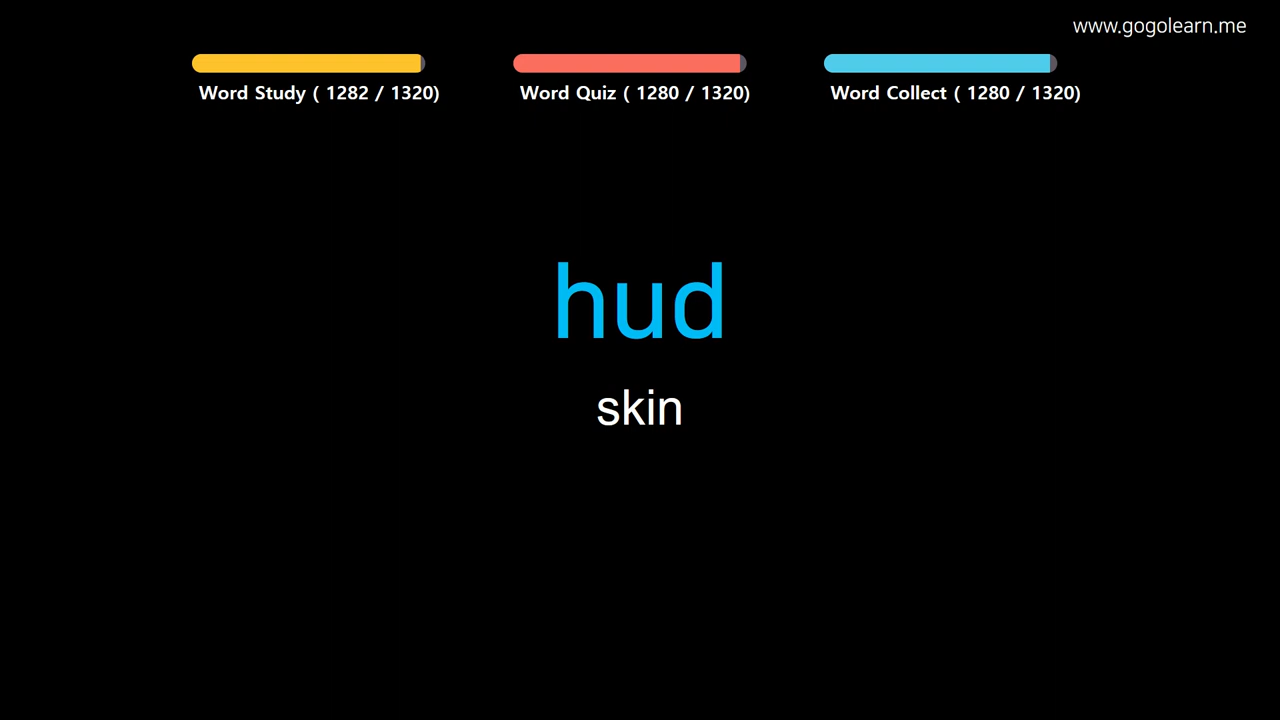 www.gogolearn.me
Word Study ( 1282 / 1320)
Word Quiz ( 1280 / 1320)
Word Collect ( 1280 / 1320)
hud
skin